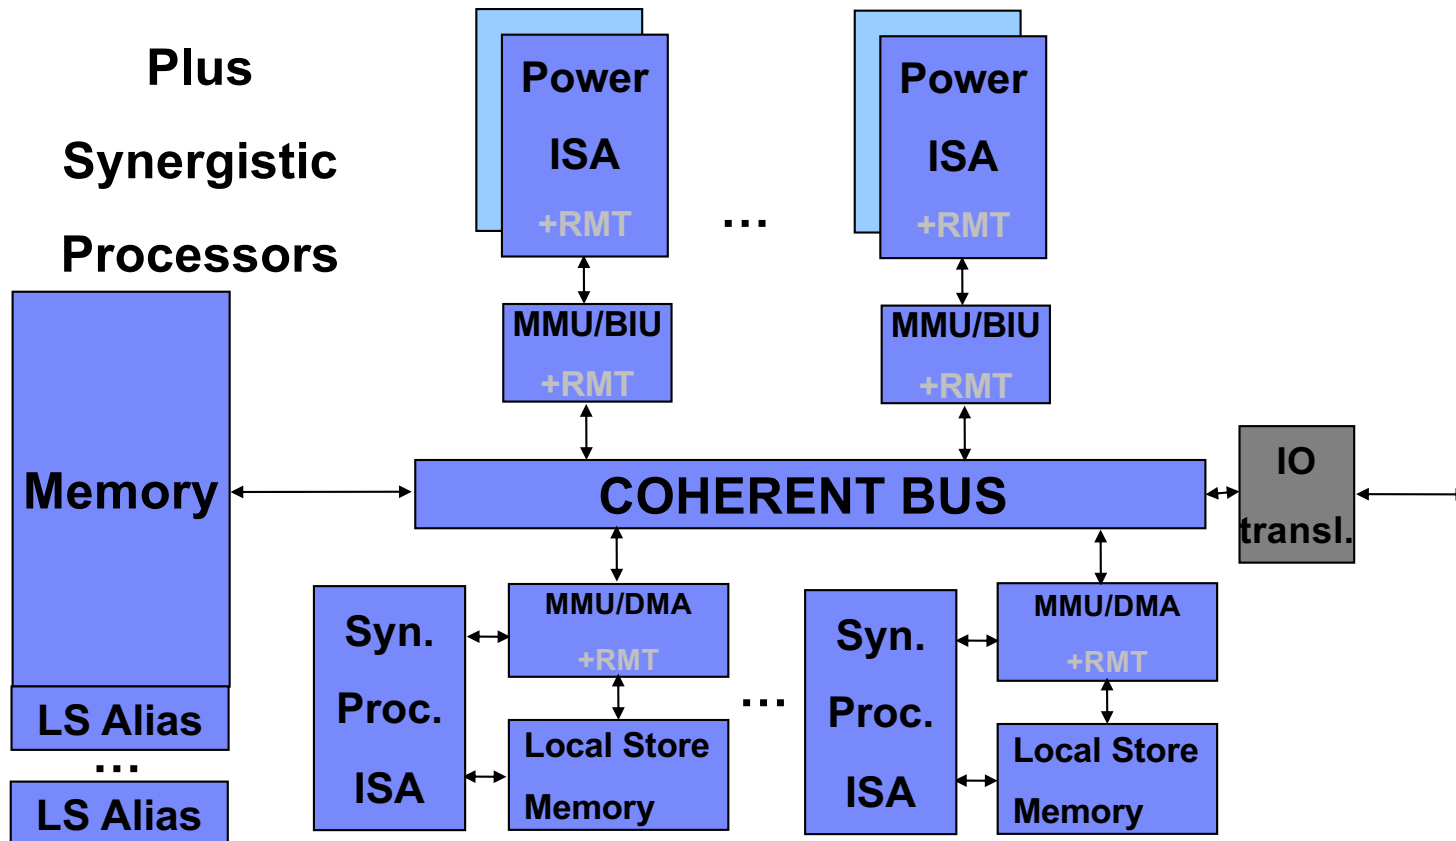 Plus
Synergistic
Processors
Power
ISA
+RMT
...
Power
ISA
+RMT
MMU/BIU
+RMT
MMU/BIU
+RMT
Memory
COHERENT BUS
IO
transl.
LS Alias
...
LS Alias
Syn.
Proc.
ISA
MMU/DMA
+RMT
Local Store
Memory
...
Syn.
Proc.
ISA
MMU/DMA
+RMT
Local Store
Memory